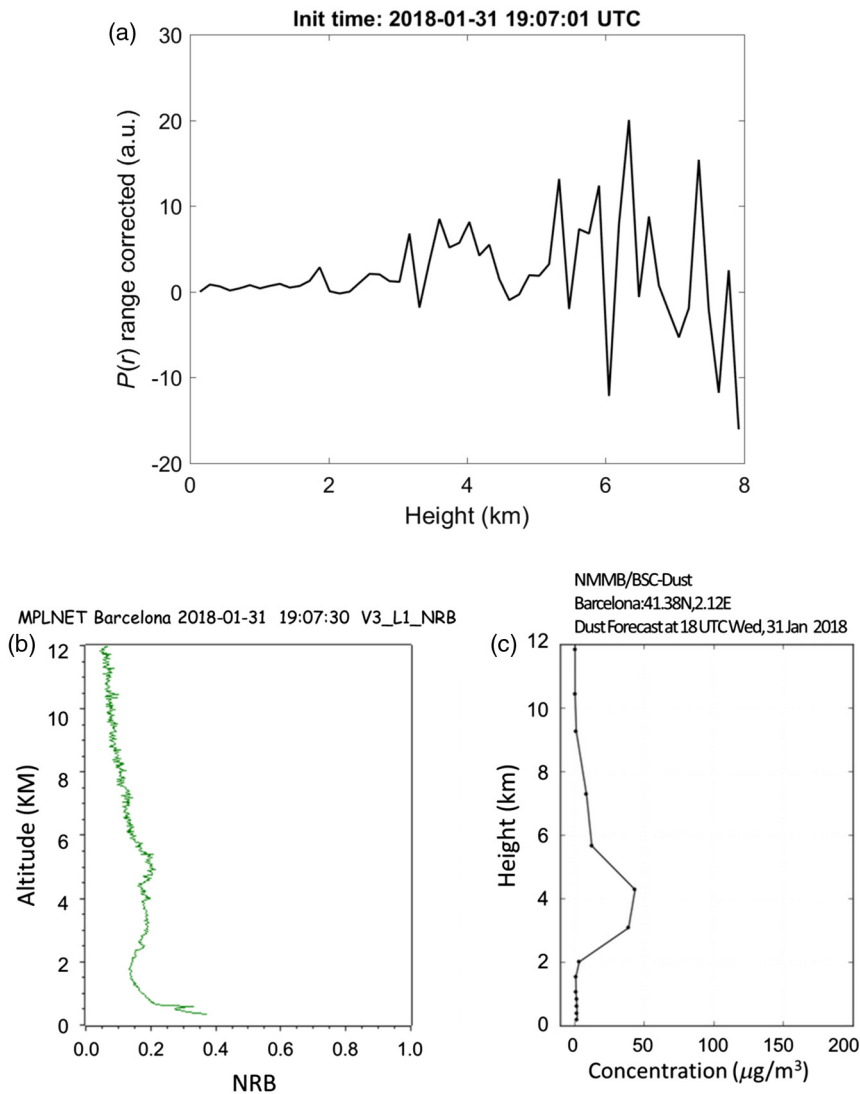 (a)
Init time: 2018-01-31 19:07:01 UTC
P(r) range corrected (a.u.)
30
20
10
0
-10
-20
0 2 4 6 8
Height (km)
(b)
MPLNET Barcelona 2018-01-31 19:07:30 V3_L1_NRB
Altitude (KM)
12
10
8
6
4
2
0
0.0 0.2 0.4 0.6 0.8 1.0
NRB
(c)
NMMB/BSC-Dust
Barcelona:41.38N,2.12E
Dust Forecast at 18 UTC Wed, 31 Jan 2018
Height (km)
12
10
8
6
4
2
0
0 50 100 150 200
Concentration (μg/m³)